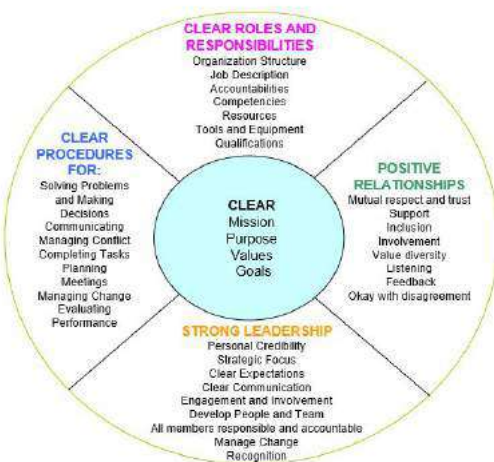 CLEAR ROLES AND
RESPONSIBILITIES
Organization Structure
Job Description
Accountabilities
Competencies
Resources
Tools and Equipment
Qualifications
CLEAR
PROCEDURES
FOR:
Solving Problems
and Making
Decisions
Communicating
Managing Conflict
Completing Tasks
Planning
Meetings
Managing Change
Evaluating
Performance
CLEAR
Mission
Purpose
Values
Goals
POSITIVE
RELATIONSHIPS
Mutual respect and trust
Support
Inclusion
Involvement
Value diversity
Listening
Feedback
Okay with disagreement
STRONG LEADERSHIP
Personal Credibility
Strategic Focus
Clear Expectations
Clear Communication
Engagement and Involvement
Develop People and Team
All members responsible and accountable
Manage Change
Recognition